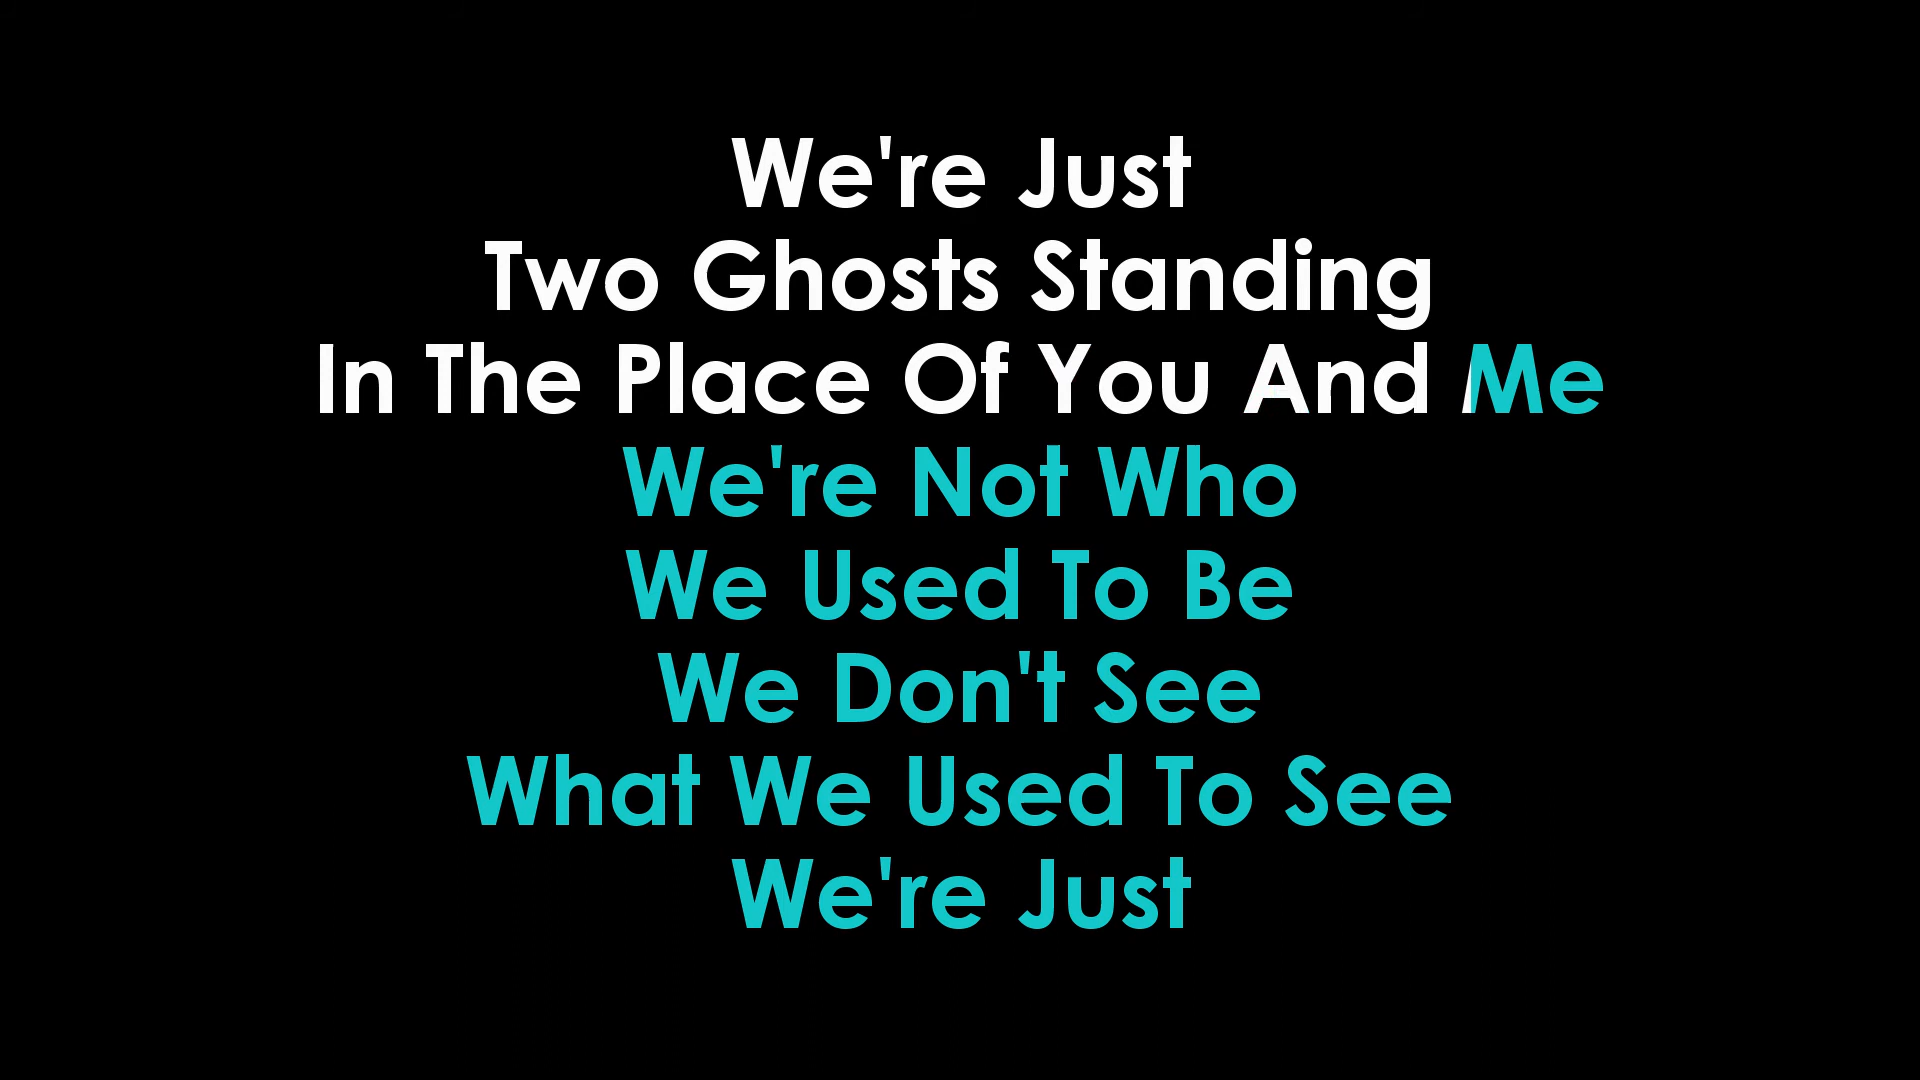 We're Just
Two Ghosts Standing
In The Place Of You And Me
We're Not Who
We Used To Be
We Don't See
What We Used To See
We're Just